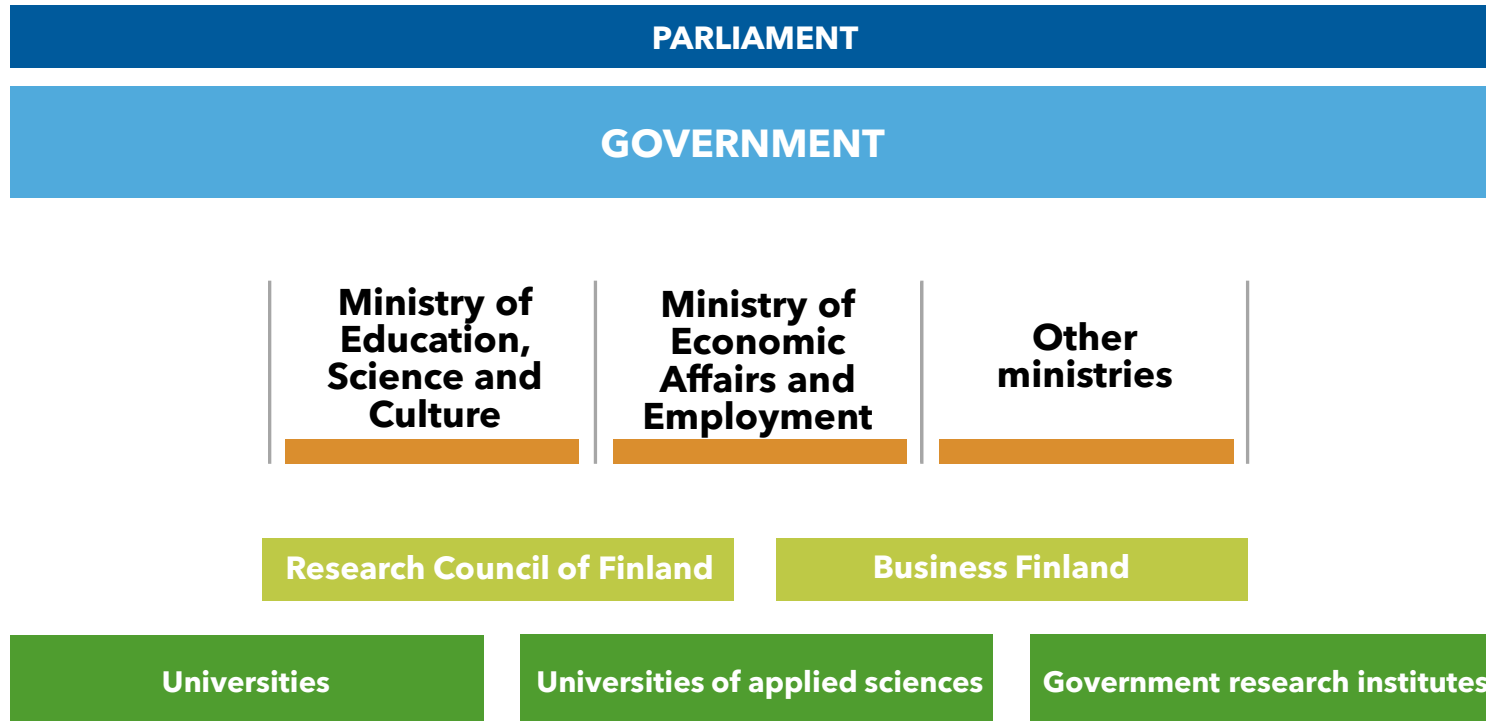 PARLIAMENT
GOVERNMENT
Ministry of
Education,
Science and
Culture
Ministry of
Economic
Affairs and
Employment
Other
ministries
Research Council of Finland
Business Finland
Universities
Universities of applied sciences
Government research institutes